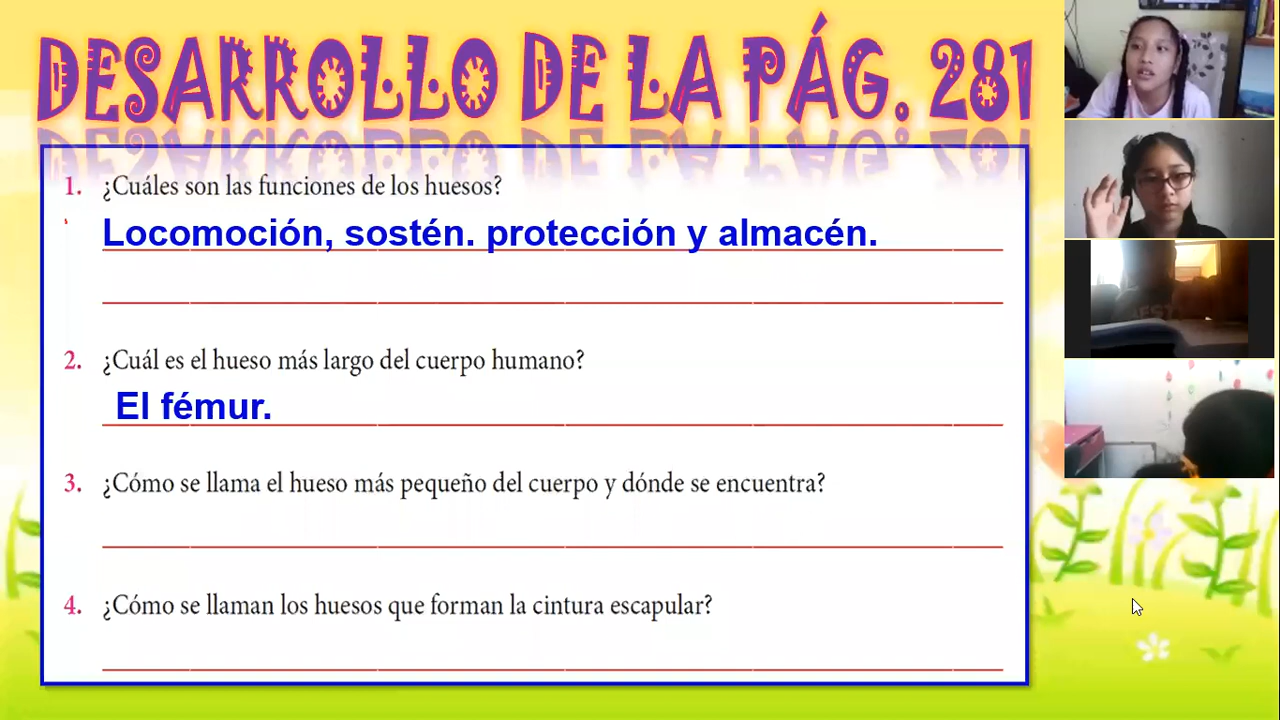 DESARROLLO DE LA PÁG. 281
1. ¿Cuáles son las funciones de los huesos?
Locomoción, sostén. protección y almacén.
2. ¿Cuál es el hueso más largo del cuerpo humano?
El fémur.
3. ¿Cómo se llama el hueso más pequeño del cuerpo y dónde se encuentra?
4. ¿Cómo se llaman los huesos que forman la cintura escapular?